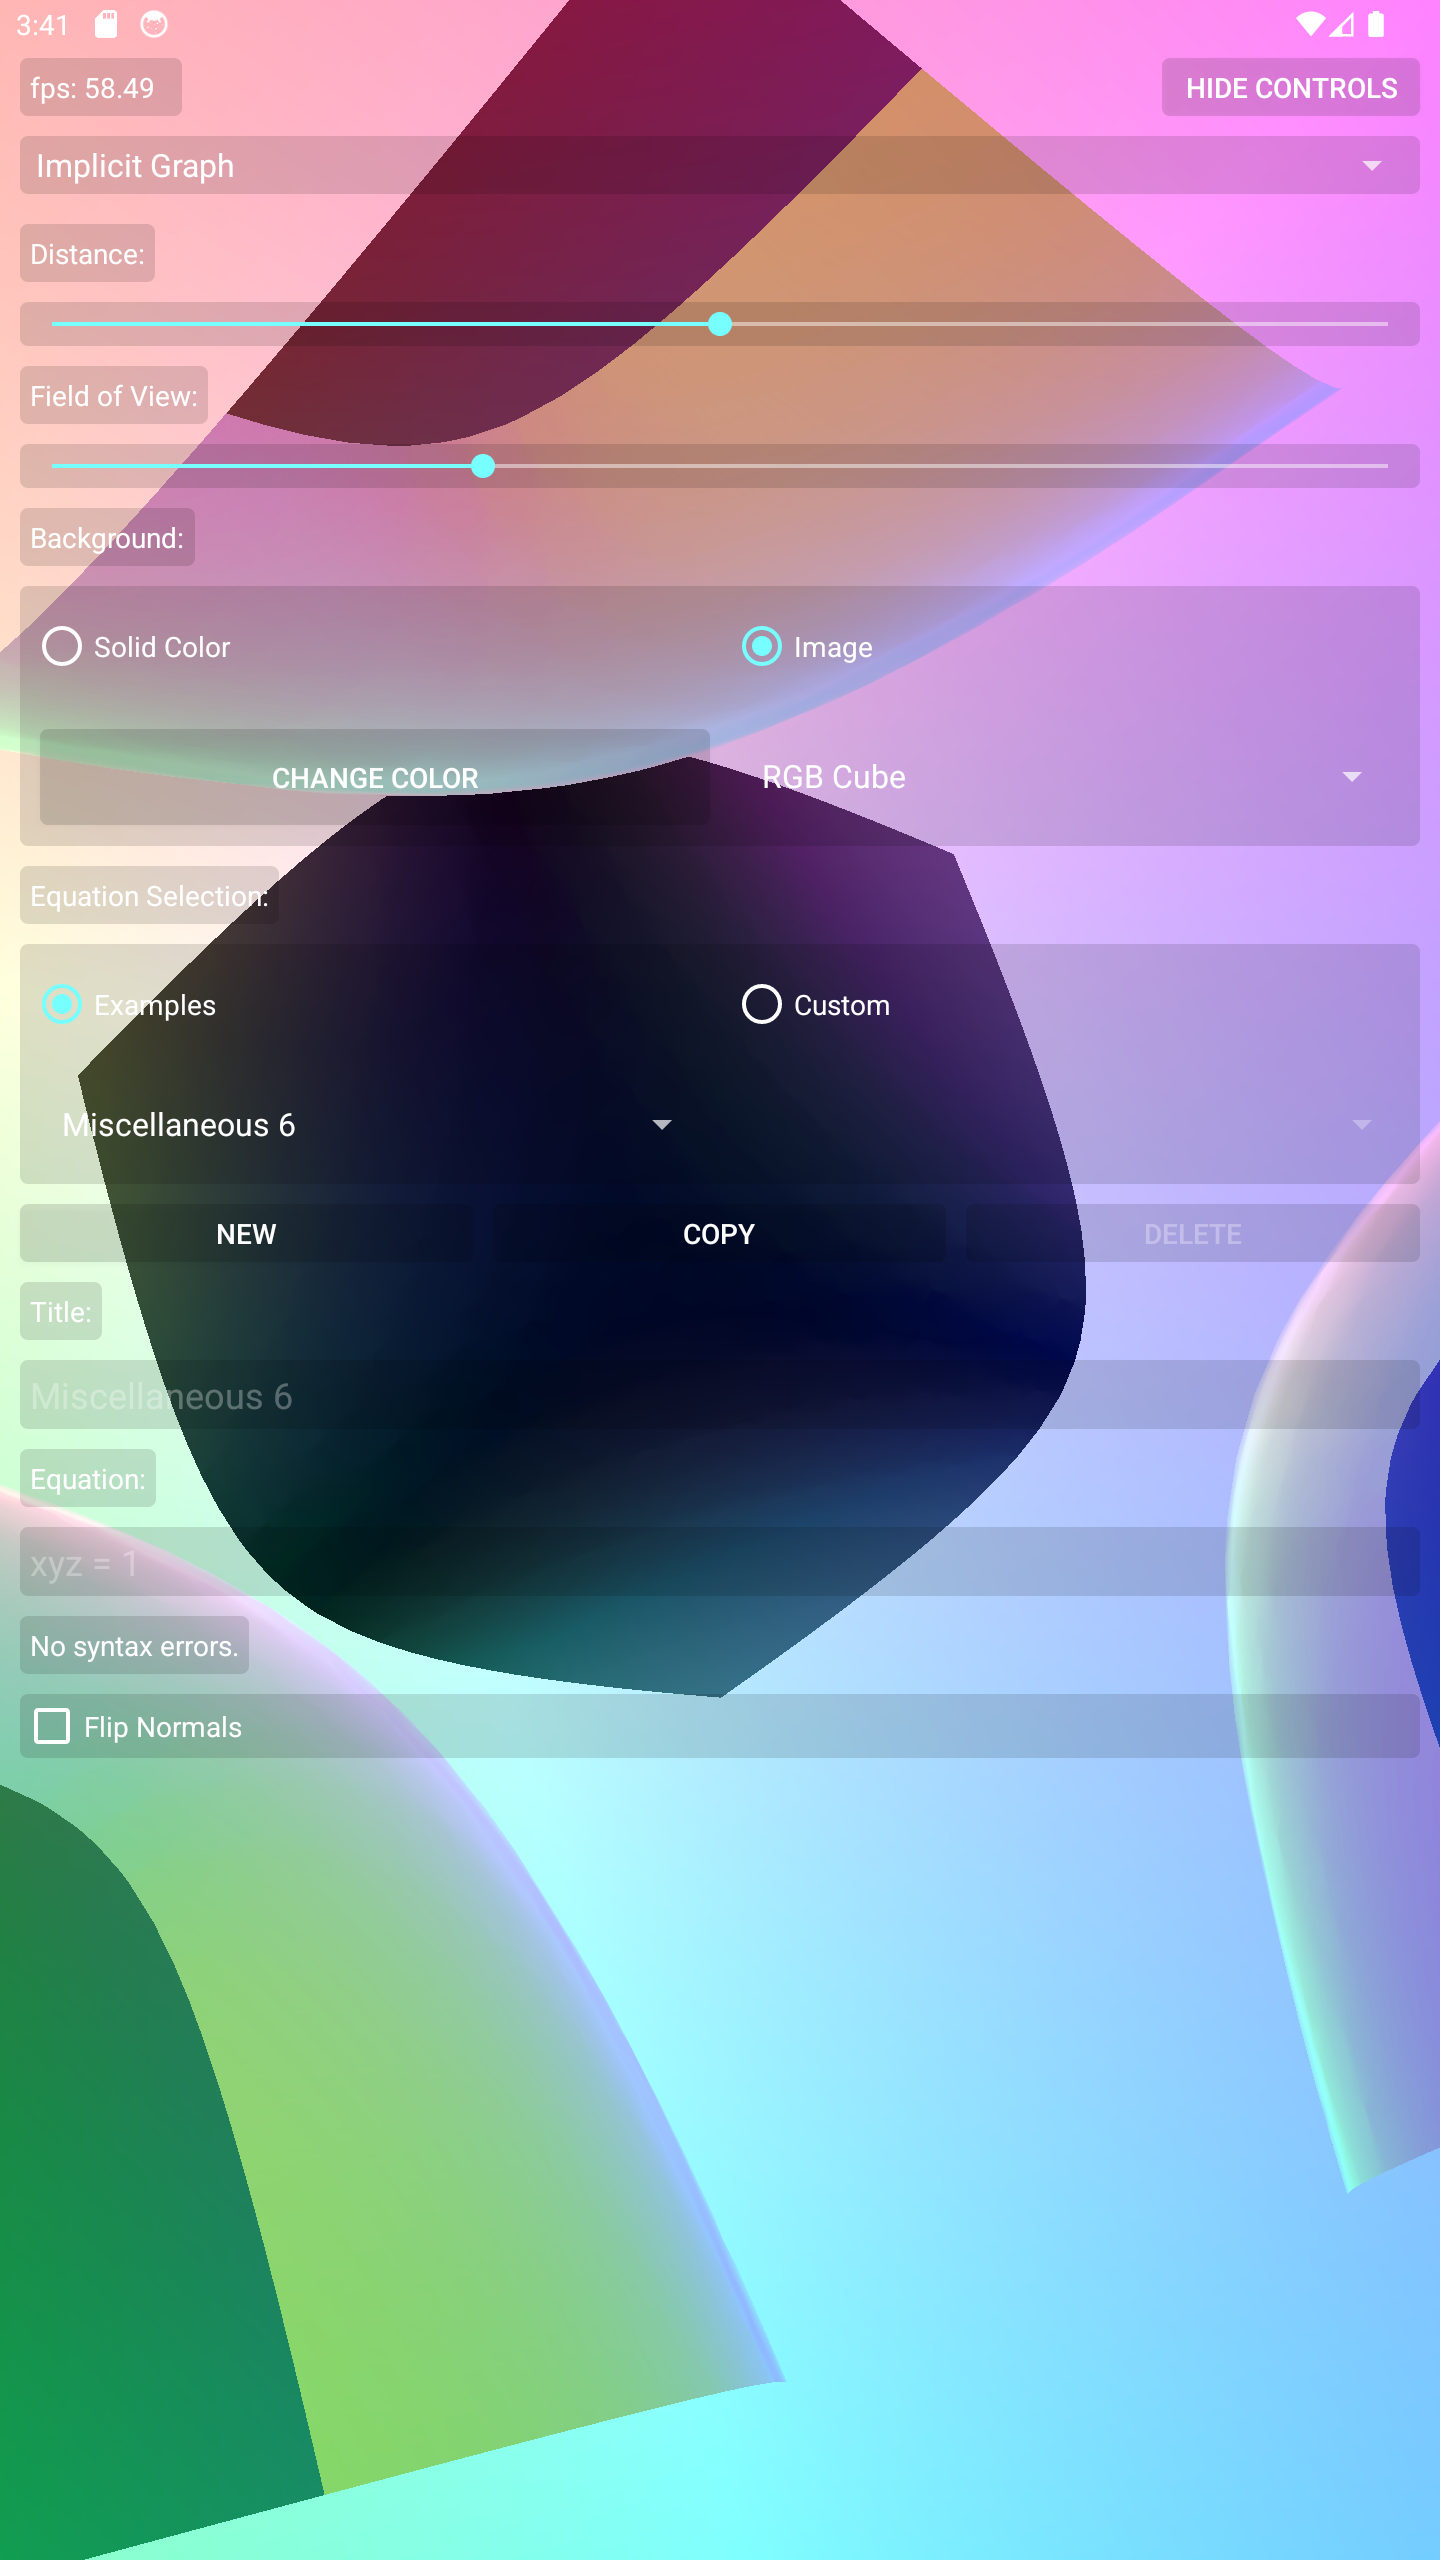 3:41
fps: 58.49
HIDE CONTROLS
Implicit Graph
Distance:
Field of View:
Background:
Solid Color
Image
CHANGE COLOR
RGB Cube
Equation Selection:
Examples
Custom
Miscellaneous 6
NEW
COPY
DELETE
Title:
Miscellaneous 6
Equation:
xyz = 1
No syntax errors.
Flip Normals